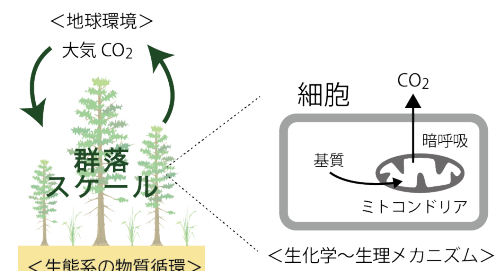 ＜地球環境＞
大気 CO₂
群落
スケール
＜生態系の物質循環＞
細胞
CO₂
暗呼吸
基質
ミトコンドリア
＜生化学～生理メカニズム＞